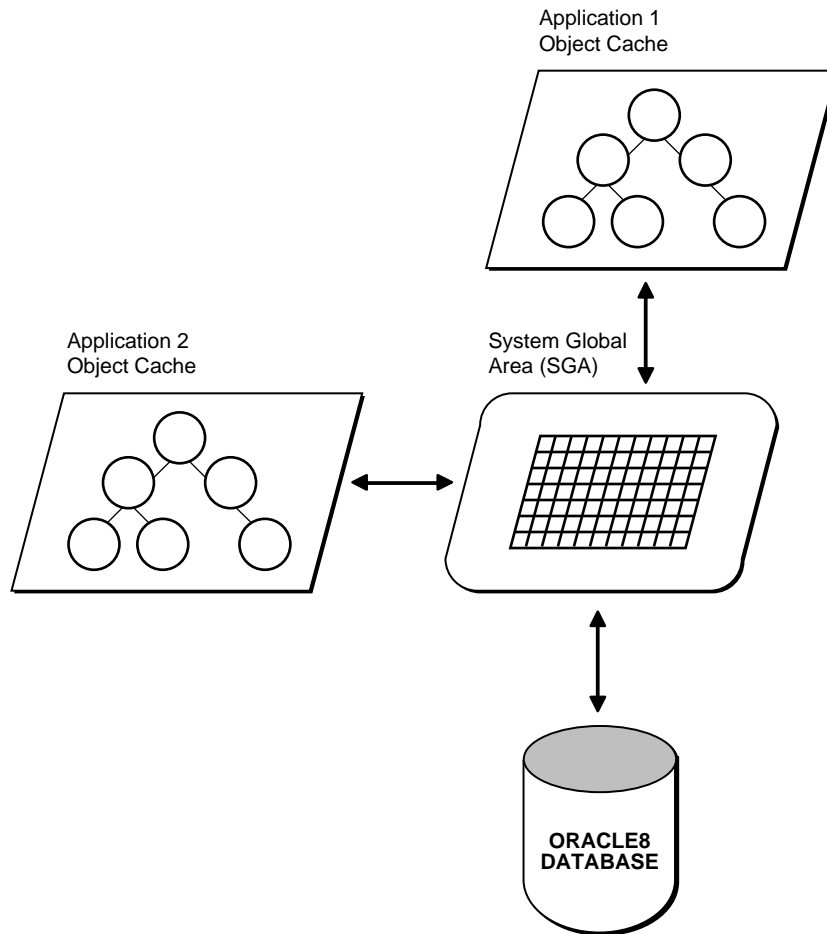 Application 1
Object Cache
Application 2
Object Cache
System Global
Area (SGA)
ORACLE8
DATABASE